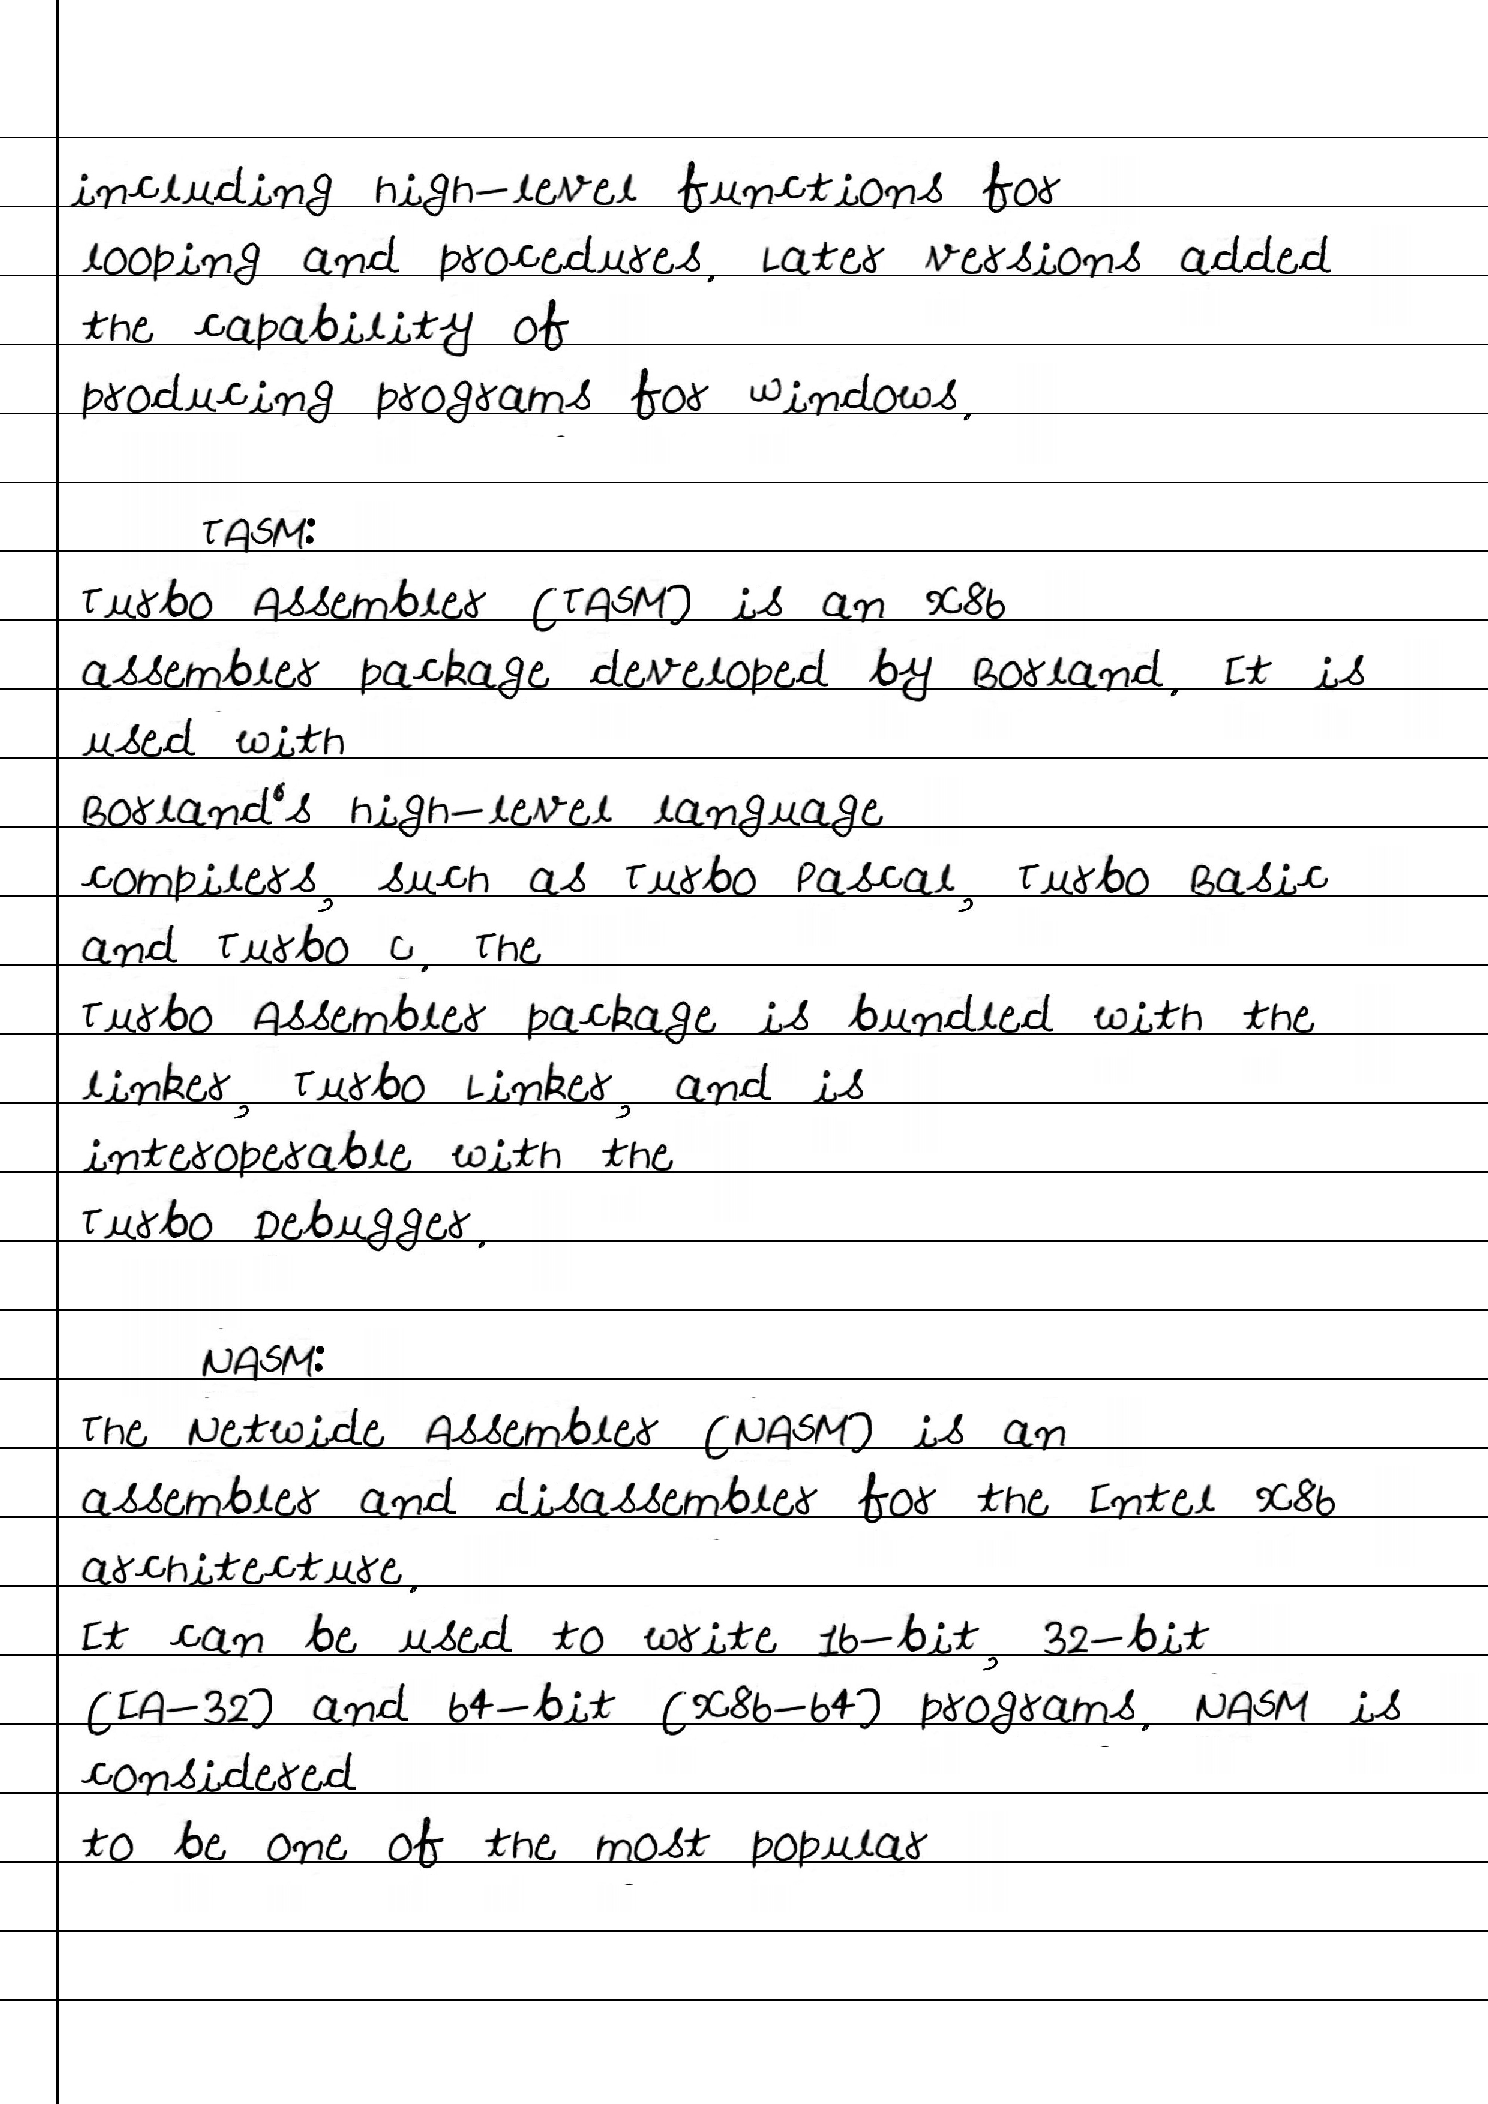 including high-level functions for
looping and procedures. Later versions added
the capability of
producing programs for windows.
TASM:
Turbo Assembler (TASM) is an x86
assembler package developed by Borland. It is
used with
Borland's high-level language
compilers, such as Turbo Pascal, Turbo Basic
and Turbo C. The
Turbo Assembler package is bundled with the
linker, Turbo Linker, and is
interoperable with the
Turbo Debugger.
NASM:
The Netwide Assembler (NASM) is an
assembler and disassembler for the Intel x86
architecture.
It can be used to write 16-bit, 32-bit
(IA-32) and 64-bit (x86-64) programs. NASM is
considered
to be one of the most popular